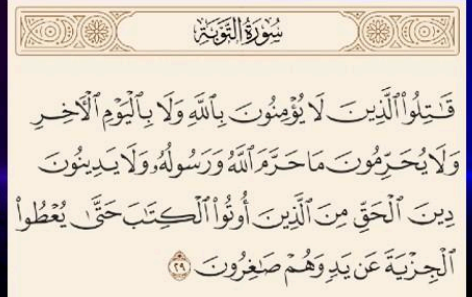 سُورَةُ التَّوْبَةِ
قَٰتِلُوا۟ ٱلَّذِينَ لَا يُؤْمِنُونَ بِٱللَّهِ وَلَا بِٱلْيَوْمِ ٱلْـَٔاخِرِ
وَلَا يُحَرِّمُونَ مَا حَرَّمَ ٱللَّهُ وَرَسُولُهُۥ وَلَا يَدِينُونَ
دِينَ ٱلْحَقِّ مِنَ ٱلَّذِينَ أُوتُوا۟ ٱلْكِتَٰبَ حَتَّىٰ يُعْطُوا۟
ٱلْجِزْيَةَ عَن يَدٍ وَهُمْ صَٰغِرُونَ ٢٩